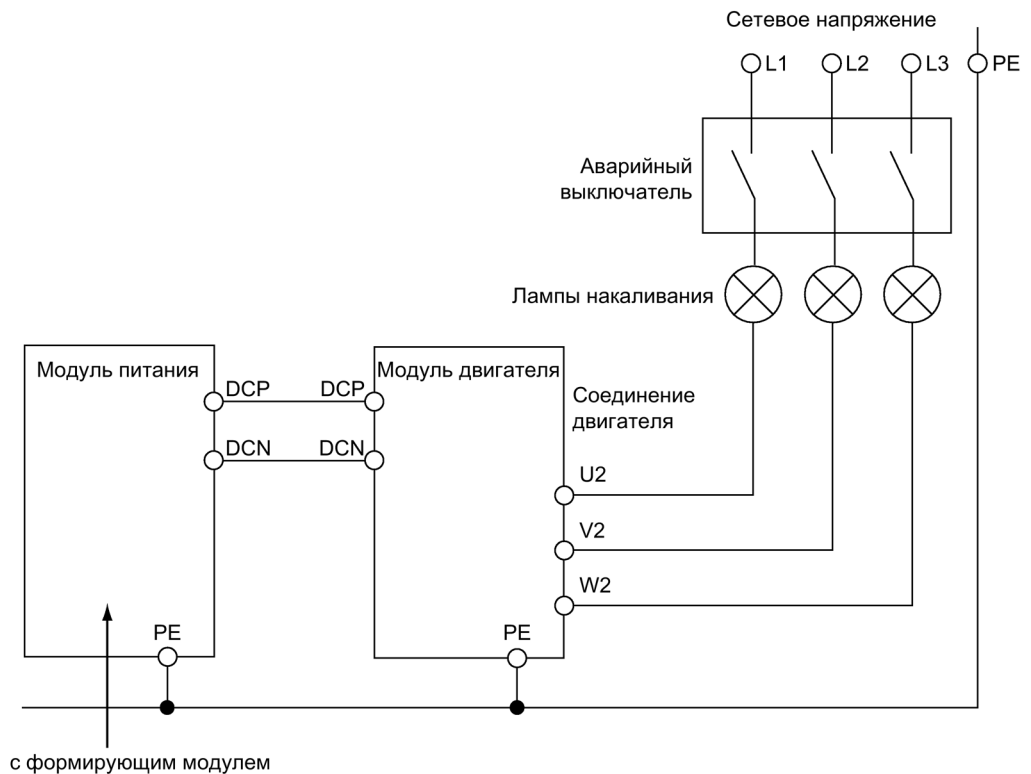 Сетевое напряжение
L1 L2 L3 PE
Аварийный
выключатель
Лампы накаливания
Модуль питания
Модуль двигателя
DCP DCP
Соединение
двигателя
DCN DCN
U2
V2
W2
PE PE
с формирующим модулем